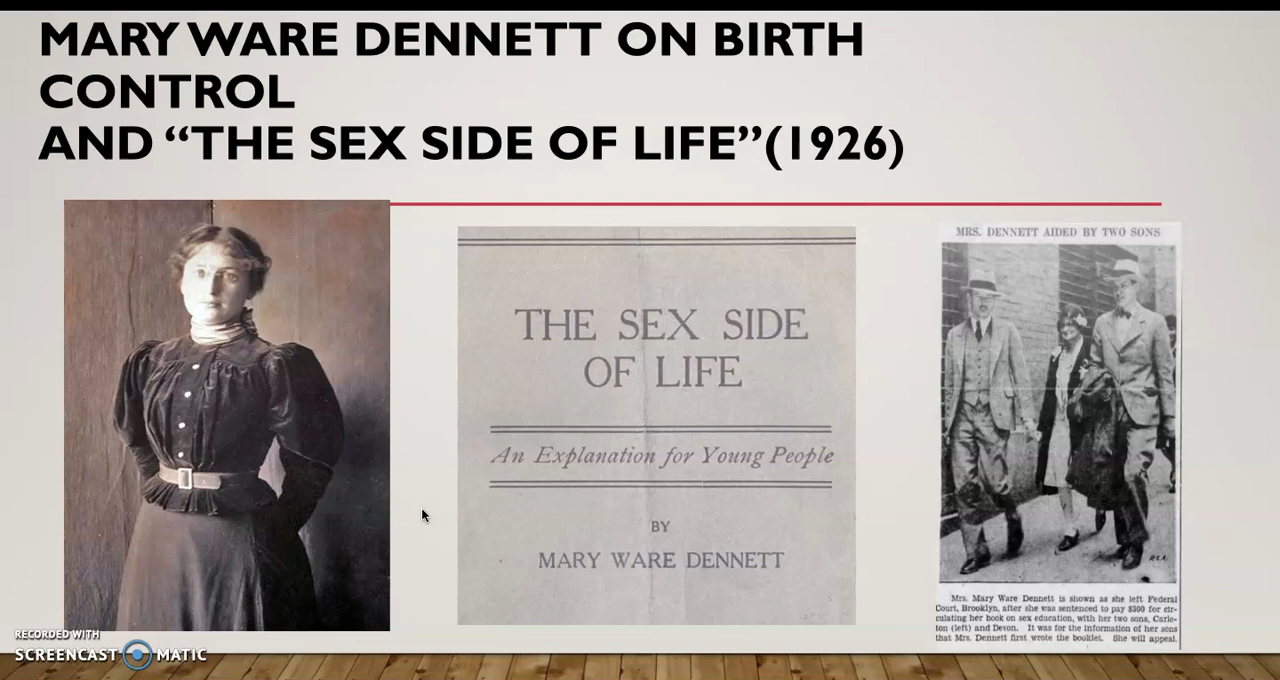 MARY WARE DENNETT ON BIRTH
CONTROL
AND “THE SEX SIDE OF LIFE”(1926)
THE SEX SIDE
OF LIFE
An Explanation for Young People
BY
MARY WARE DENNETT
MRS. DENNETT AIDED BY TWO SONS
Mrs. Mary Ware Dennett is shown as she left Federal
Court, Brooklyn, after she was sentenced to pay $300 for cir-
culating her book on sex education, with her two sons, Carle-
ton (left) and Devon. It was for the information of her sons
that Mrs. Dennett first wrote the booklet. She will appeal.
RECORDED WITH
SCREENCAST MATIC